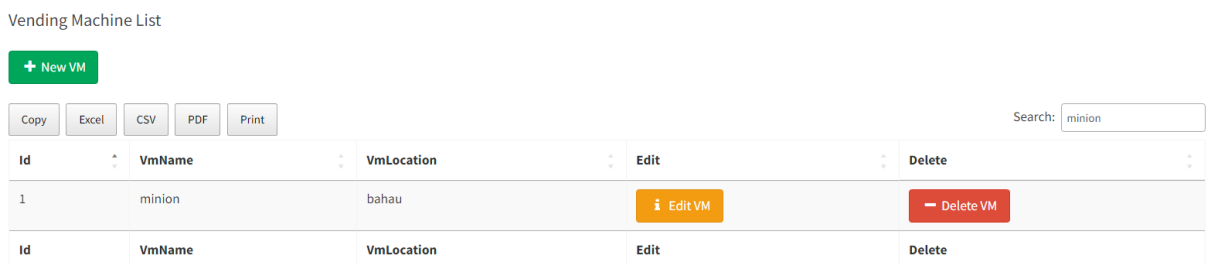 Vending Machine List
New VM
Copy Excel CSV PDF Print Search: minion
Id VmName VmLocation Edit Delete
1 minion bahau Edit VM Delete VM
Id VmName VmLocation Edit Delete